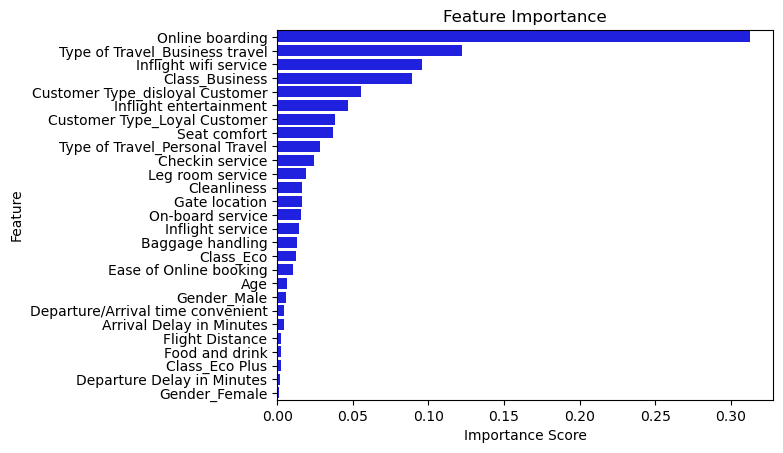 Feature Importance
Feature
Online boarding
Type of Travel_Business travel
Inflight wifi service
Class_Business
Customer Type_disloyal Customer
Inflight entertainment
Customer Type_Loyal Customer
Seat comfort
Type of Travel_Personal Travel
Checkin service
Leg room service
Cleanliness
Gate location
On-board service
Inflight service
Baggage handling
Class_Eco
Ease of Online booking
Age
Gender_Male
Departure/Arrival time convenient
Arrival Delay in Minutes
Flight Distance
Food and drink
Class_Eco Plus
Departure Delay in Minutes
Gender_Female
0.00 0.05 0.10 0.15 0.20 0.25 0.30
Importance Score